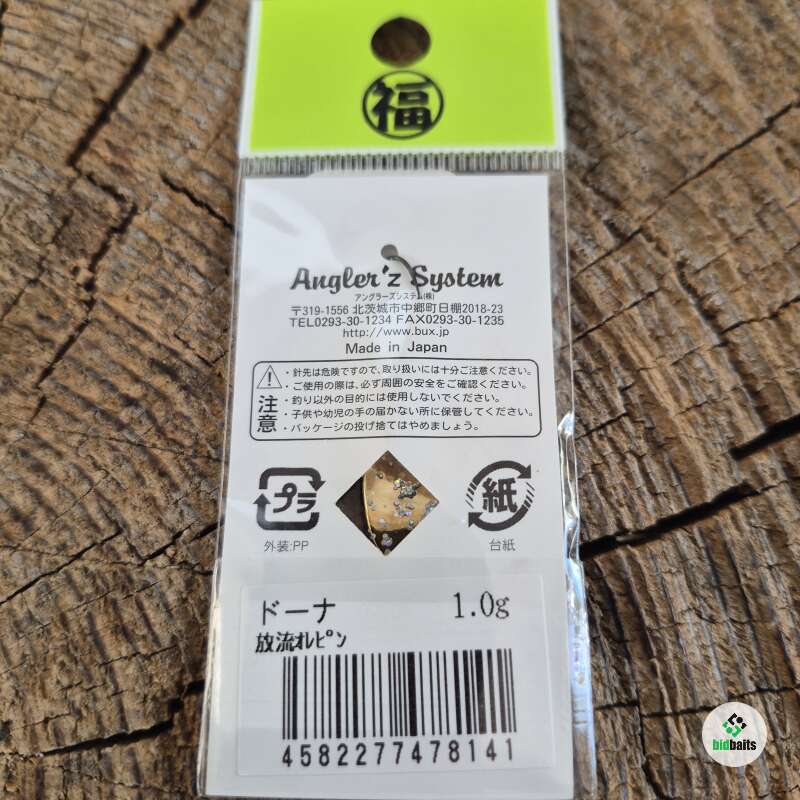 福
Angler'z System
アングラーズシステム(株)
〒319-1556 北茨城市中郷町日棚2018-23
TEL0293-30-1234 FAX0293-30-1235
http://www.bux.jp
Made in Japan
注意
・針先は危険ですので、取り扱いには十分ご注意ください。
・ご使用の際は、必ず周囲の安全をご確認ください。
・釣り以外の目的には使用しないでください。
・子供や幼児の手の届かない所に保管してください。
・パッケージの投げ捨てはやめましょう。
プラ
外装:PP
紙
台紙
ドーナ 1.0g
放流ｵﾚﾋﾟﾝ
4582277478141
bidbaits